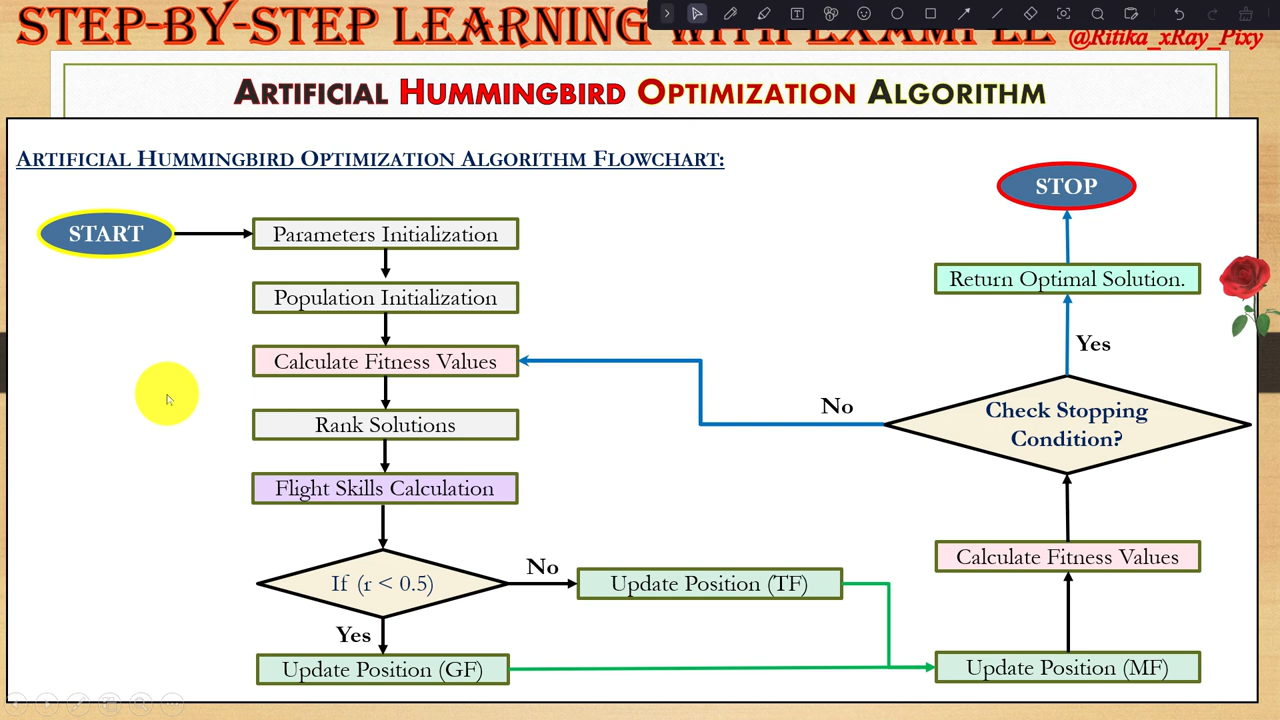 STEP-BY-STEP LEARNING WITH EXAMPLE
@Ritika_xRay_Pixy
ARTIFICIAL HUMMINGBIRD OPTIMIZATION ALGORITHM
ARTIFICIAL HUMMINGBIRD OPTIMIZATION ALGORITHM FLOWCHART:
START
Parameters Initialization
Population Initialization
Calculate Fitness Values
Rank Solutions
Flight Skills Calculation
If (r < 0.5)
No
Update Position (TF)
Yes
Update Position (GF)
Update Position (MF)
Calculate Fitness Values
Check Stopping
Condition?
No
Yes
Return Optimal Solution.
STOP